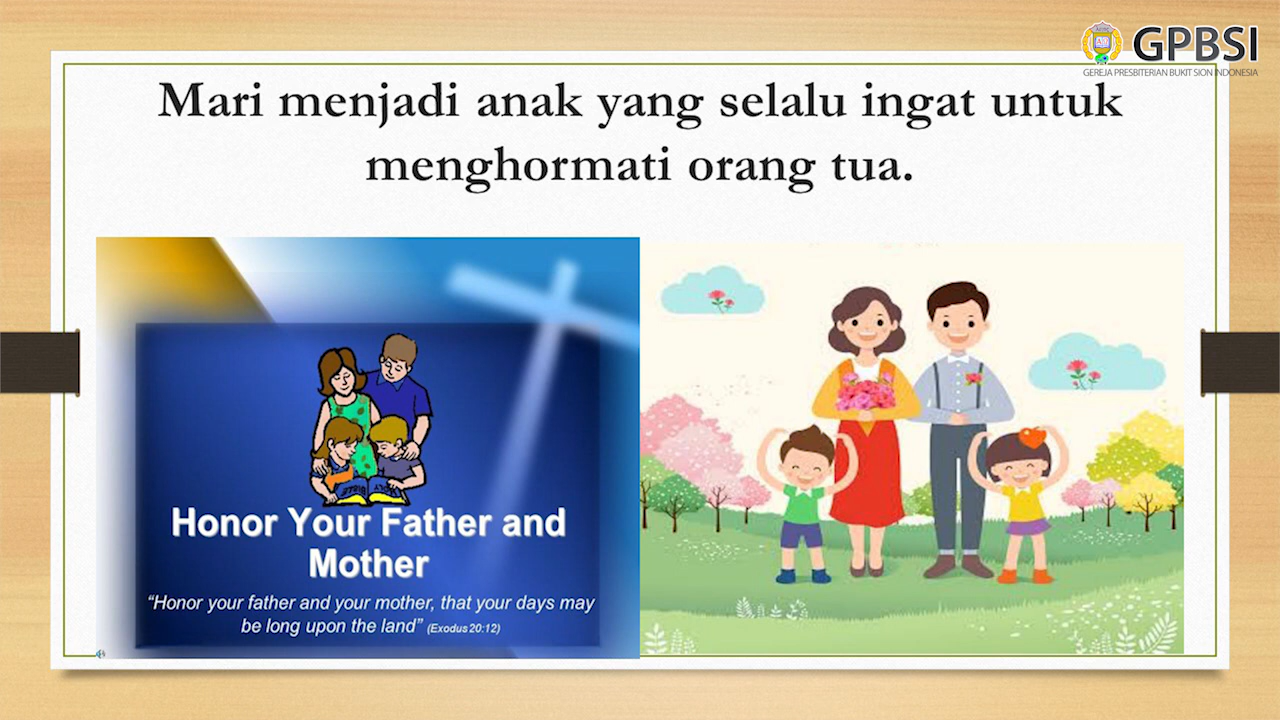 GPBSI
GEREJA PRESBITERIAN BUKIT SION INDONESIA
Mari menjadi anak yang selalu ingat untuk
menghormati orang tua.
Honor Your Father and
Mother
“Honor your father and your mother, that your days may
be long upon the land” (Exodus 20:12)